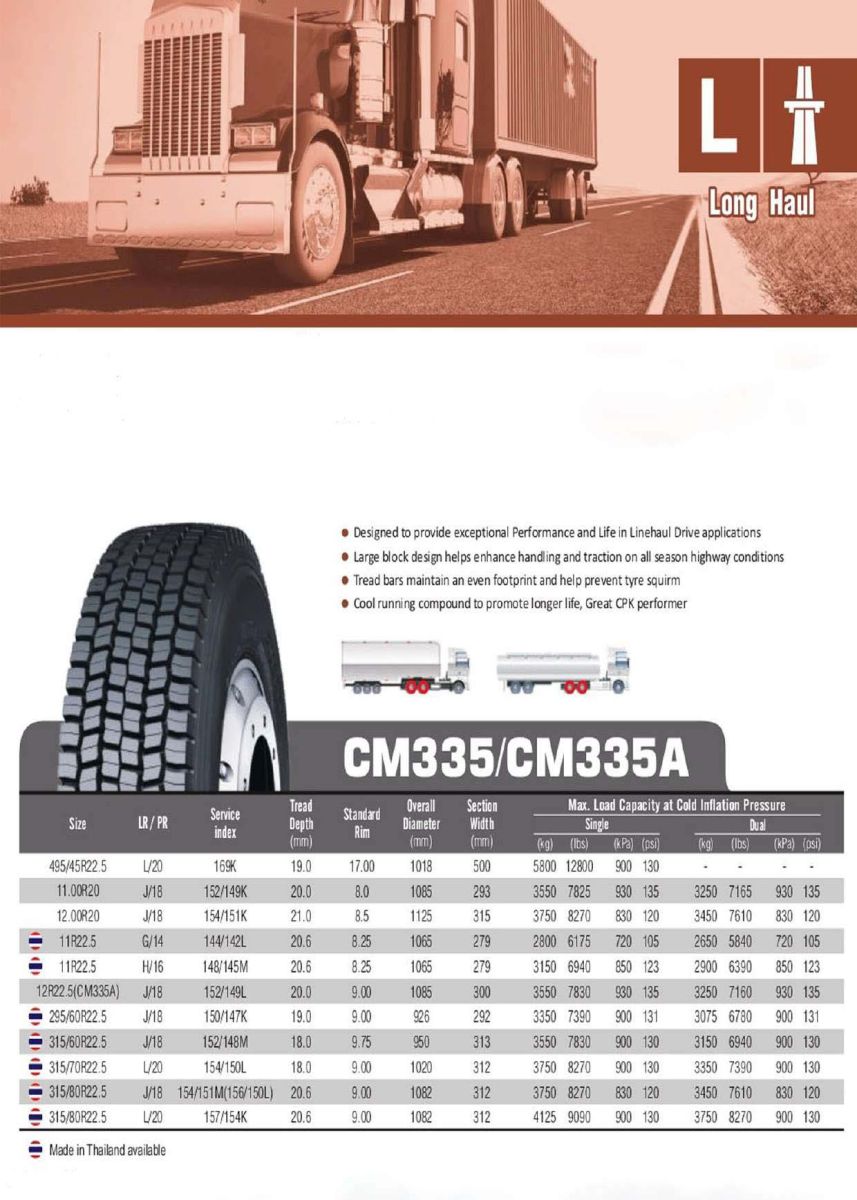 L
Long Haul
● Designed to provide exceptional Performance and Life in Linehaul Drive applications
● Large block design helps enhance handling and traction on all season highway conditions
● Tread bars maintain an even footprint and help prevent tyre squirm
● Cool running compound to promote longer life, Great CPK performer
CM335/CM335A
Size LR / PR Service index Tread Depth (mm) Standard Rim Overall Diameter (mm) Section Width (mm) Max. Load Capacity at Cold Inflation Pressure
Single Dual
(kg) (lbs) (kPa) (psi) (kg) (lbs) (kPa) (psi)
495/45R22.5 L/20 169K 19.0 17.00 1018 500 5800 12800 900 130 - - - -
11.00R20 J/18 152/149K 20.0 8.0 1085 293 3550 7825 930 135 3250 7165 930 135
12.00R20 J/18 154/151K 21.0 8.5 1125 315 3750 8270 830 120 3450 7610 830 120
11R22.5 G/14 144/142L 20.6 8.25 1065 279 2800 6175 720 105 2650 5840 720 105
11R22.5 H/16 148/145M 20.6 8.25 1065 279 3150 6940 850 123 2900 6390 850 123
12R22.5(CM335A) J/18 152/149L 20.0 9.00 1085 300 3550 7830 930 135 3250 7160 930 135
295/60R22.5 J/18 150/147K 19.0 9.00 926 292 3350 7390 900 131 3075 6780 900 131
315/60R22.5 J/18 152/148M 18.0 9.75 950 313 3550 7830 900 130 3150 6940 900 130
315/70R22.5 L/20 154/150L 18.0 9.00 1020 312 3750 8270 900 130 3350 7390 900 130
315/80R22.5 J/18 154/151M(156/150L) 20.6 9.00 1082 312 3750 8270 830 120 3450 7610 830 120
315/80R22.5 L/20 157/154K 20.6 9.00 1082 312 4125 9090 900 130 3750 8270 900 130
Made in Thailand available